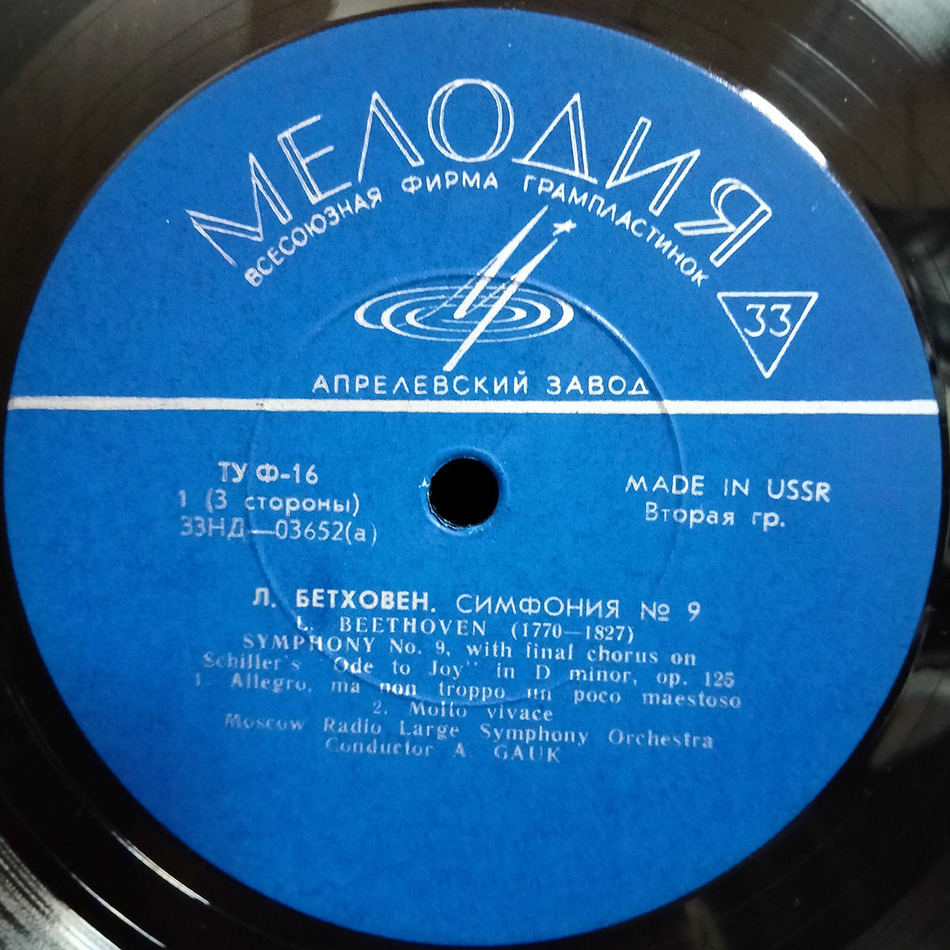 МЕЛОДИЯ
ВСЕСОЮЗНАЯ ФИРМА ГРАМПЛАСТИНОК
33
АПРЕЛЕВСКИЙ ЗАВОД
ТУ Ф-16
1 (3 стороны)
33НД—03652(а)
MADE IN USSR
Вторая гр.
Л. БЕТХОВЕН. СИМФОНИЯ № 9
L. BEETHOVEN (1770—1827)
SYMPHONY No. 9, with final chorus on
Schiller's "Ode to Joy" in D minor, op. 125
1. Allegro, ma non troppo un poco maestoso
2. Molto vivace
Moscow Radio Large Symphony Orchestra
Conductor A. GAUK